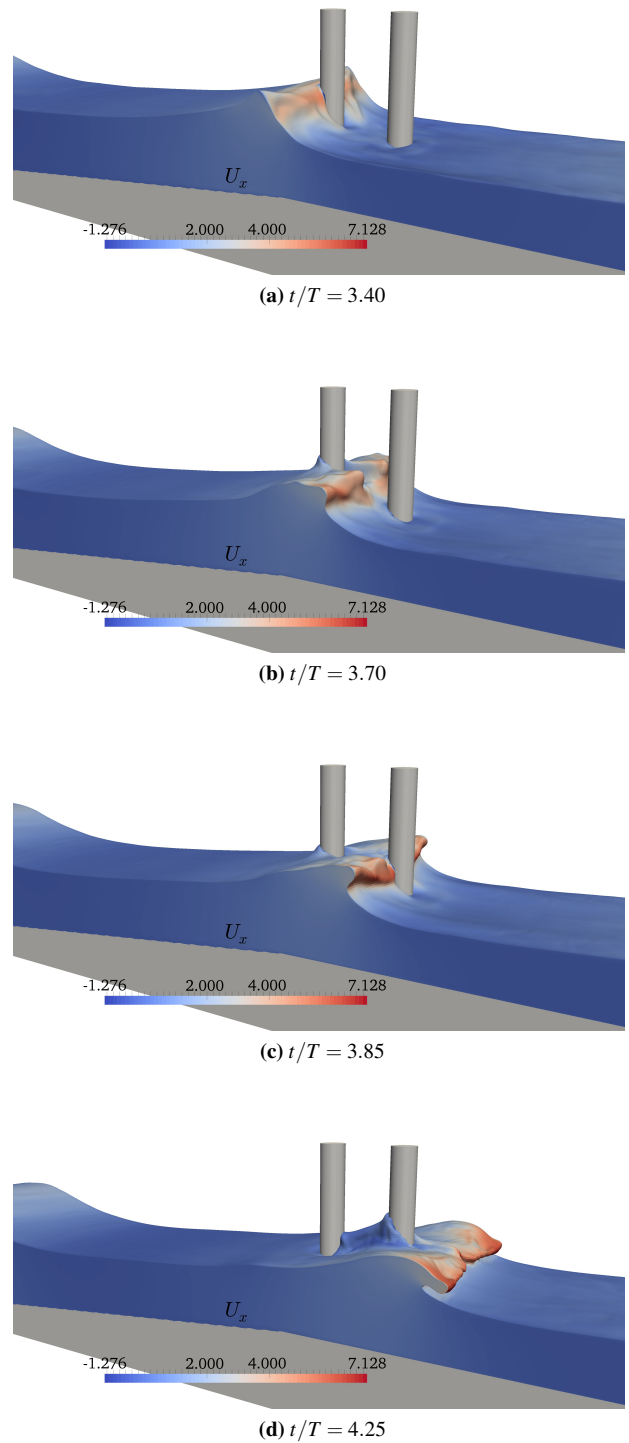 U_x
-1.276 2.000 4.000 7.128
(a) t/T = 3.40
U_x
-1.276 2.000 4.000 7.128
(b) t/T = 3.70
U_x
-1.276 2.000 4.000 7.128
(c) t/T = 3.85
U_x
-1.276 2.000 4.000 7.128
(d) t/T = 4.25